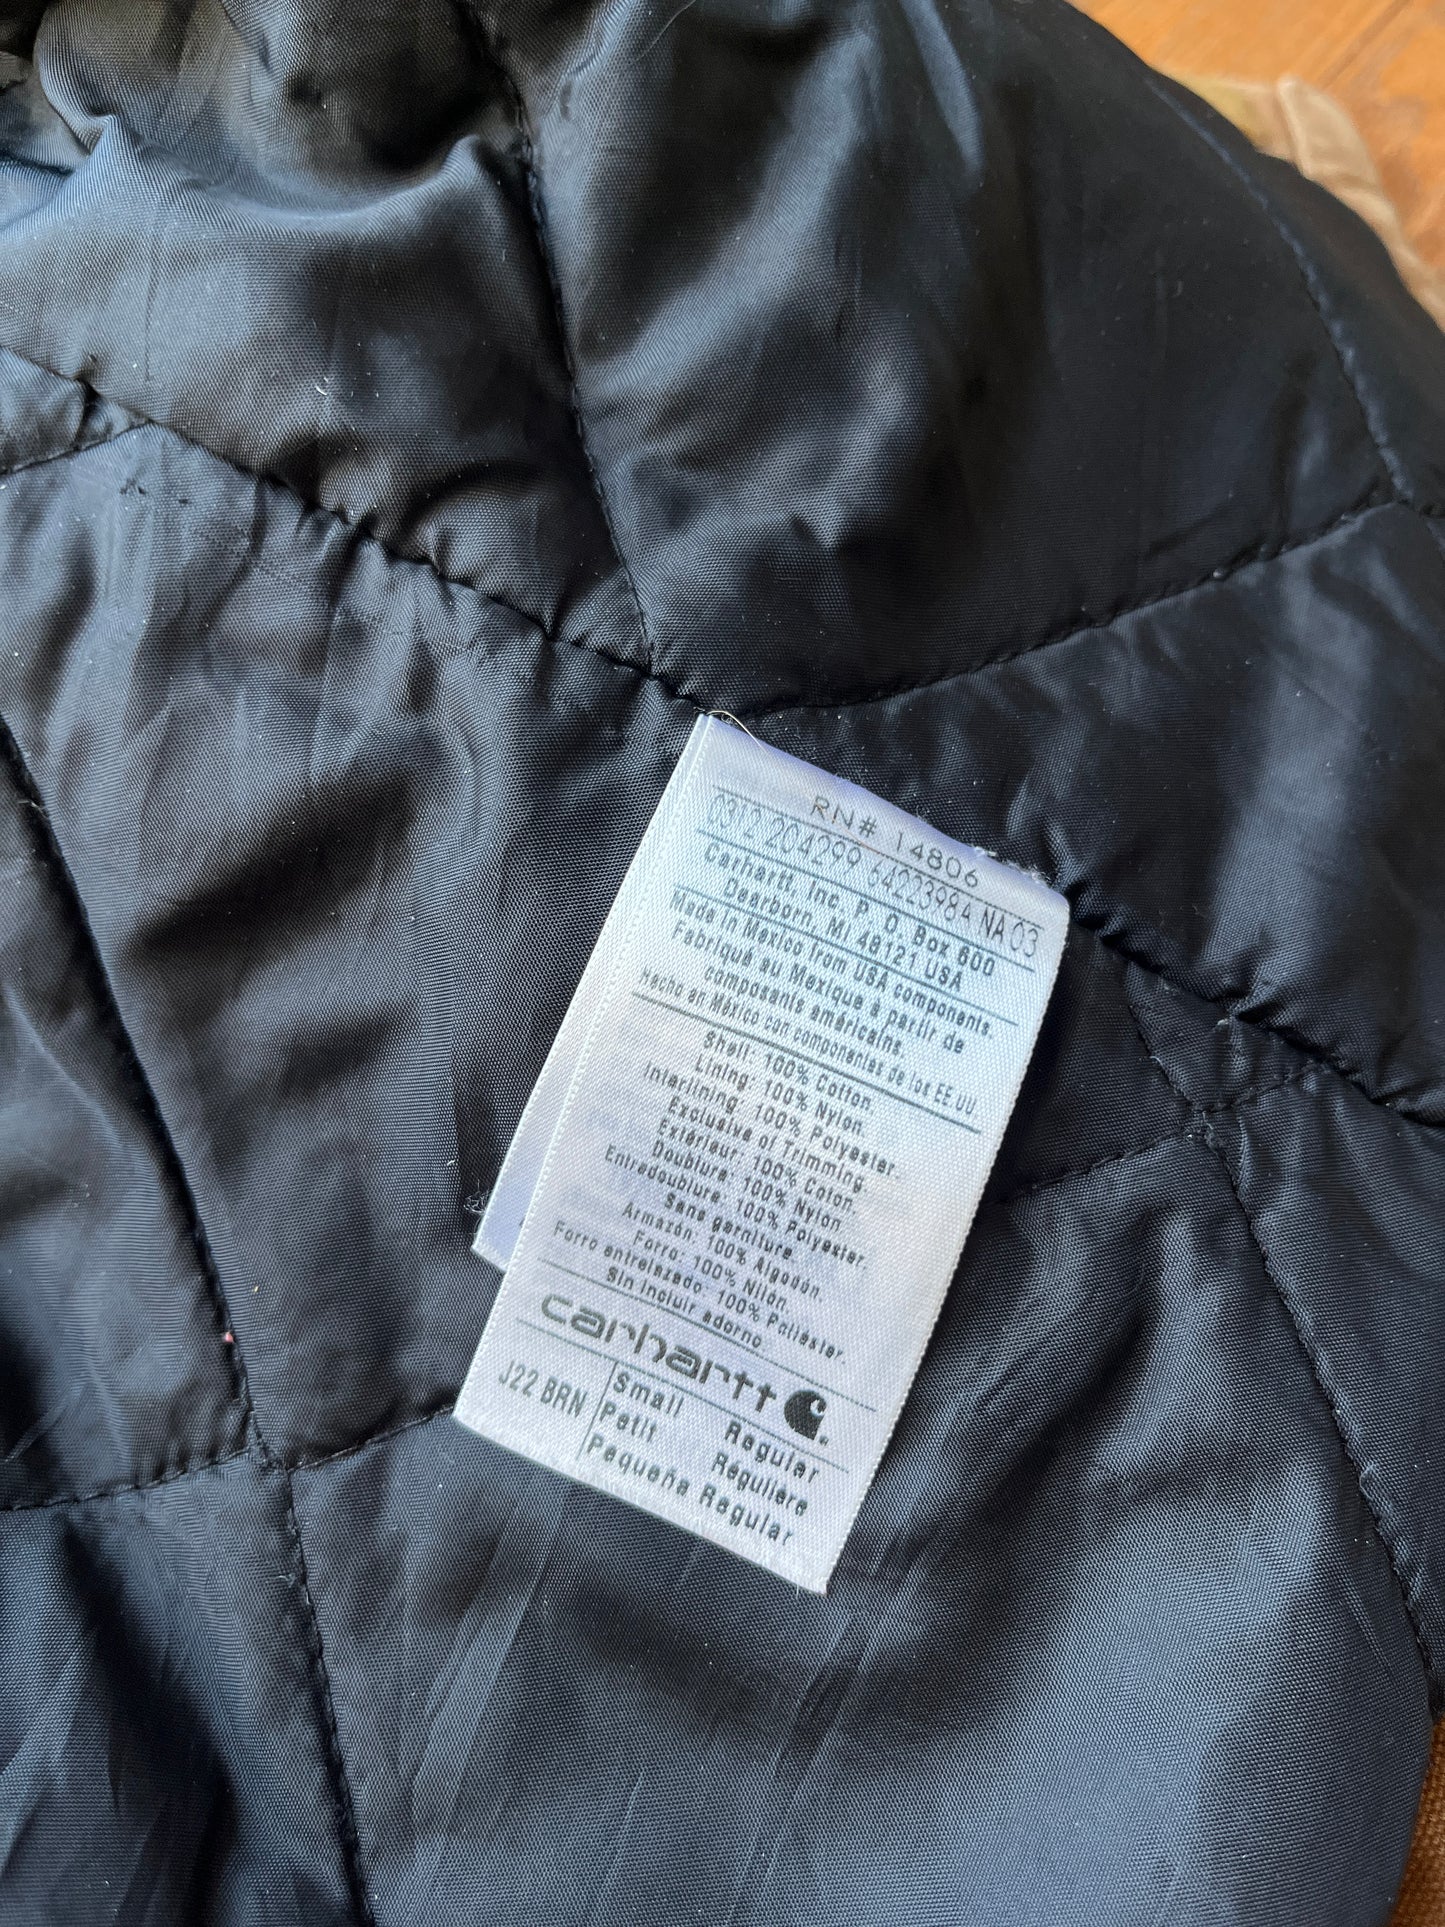 RN# 14806
0312 204299 64223984 NA 03
Carhartt, Inc, P. O. Box 600
Dearborn, MI 48121 USA
Made in Mexico from USA components.
Fabriqué au Mexique à partir de
composants américains.
Hecho en México con componentes de los EE UU
Shell: 100% Cotton
Lining: 100% Nylon
Interlining: 100% Polyester.
Exclusive of Trimming.
Extérieur: 100% Coton.
Doublure: 100% Nylon
Entredoublure: 100% Polyester.
Sans garniture
Armazón: 100% Algodón.
Forro: 100% Nilón.
Forro entrelazado: 100% Poliéster.
Sin incluir adorno.
carhartt
J22 BRN
Small Regular
Petit Régulière
Pequeña Regular